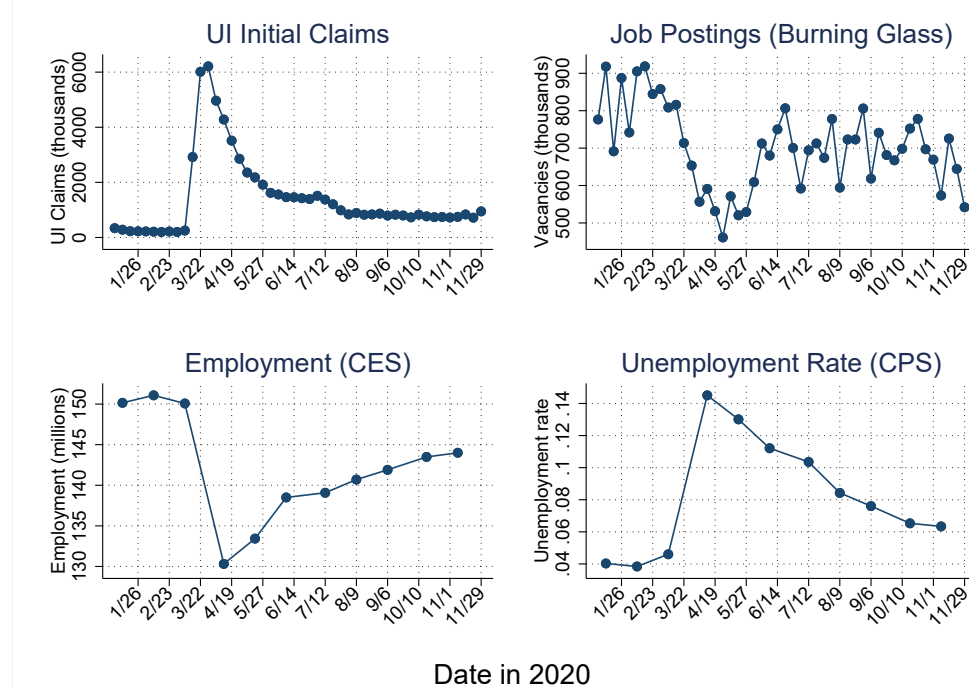 UI Initial Claims
UI Claims (thousands)
6000
4000
2000
0
1/26 2/23 3/22 4/19 5/27 6/14 7/12 8/9 9/6 10/10 11/1 11/29
Job Postings (Burning Glass)
Vacancies (thousands)
900
800
700
600
500
1/26 2/23 3/22 4/19 5/27 6/14 7/12 8/9 9/6 10/10 11/1 11/29
Employment (CES)
Employment (millions)
150
145
140
135
130
1/26 2/23 3/22 4/19 5/27 6/14 7/12 8/9 9/6 10/10 11/1 11/29
Unemployment Rate (CPS)
Unemployment rate
.14
.12
.1
.08
.06
.04
1/26 2/23 3/22 4/19 5/27 6/14 7/12 8/9 9/6 10/10 11/1 11/29
Date in 2020